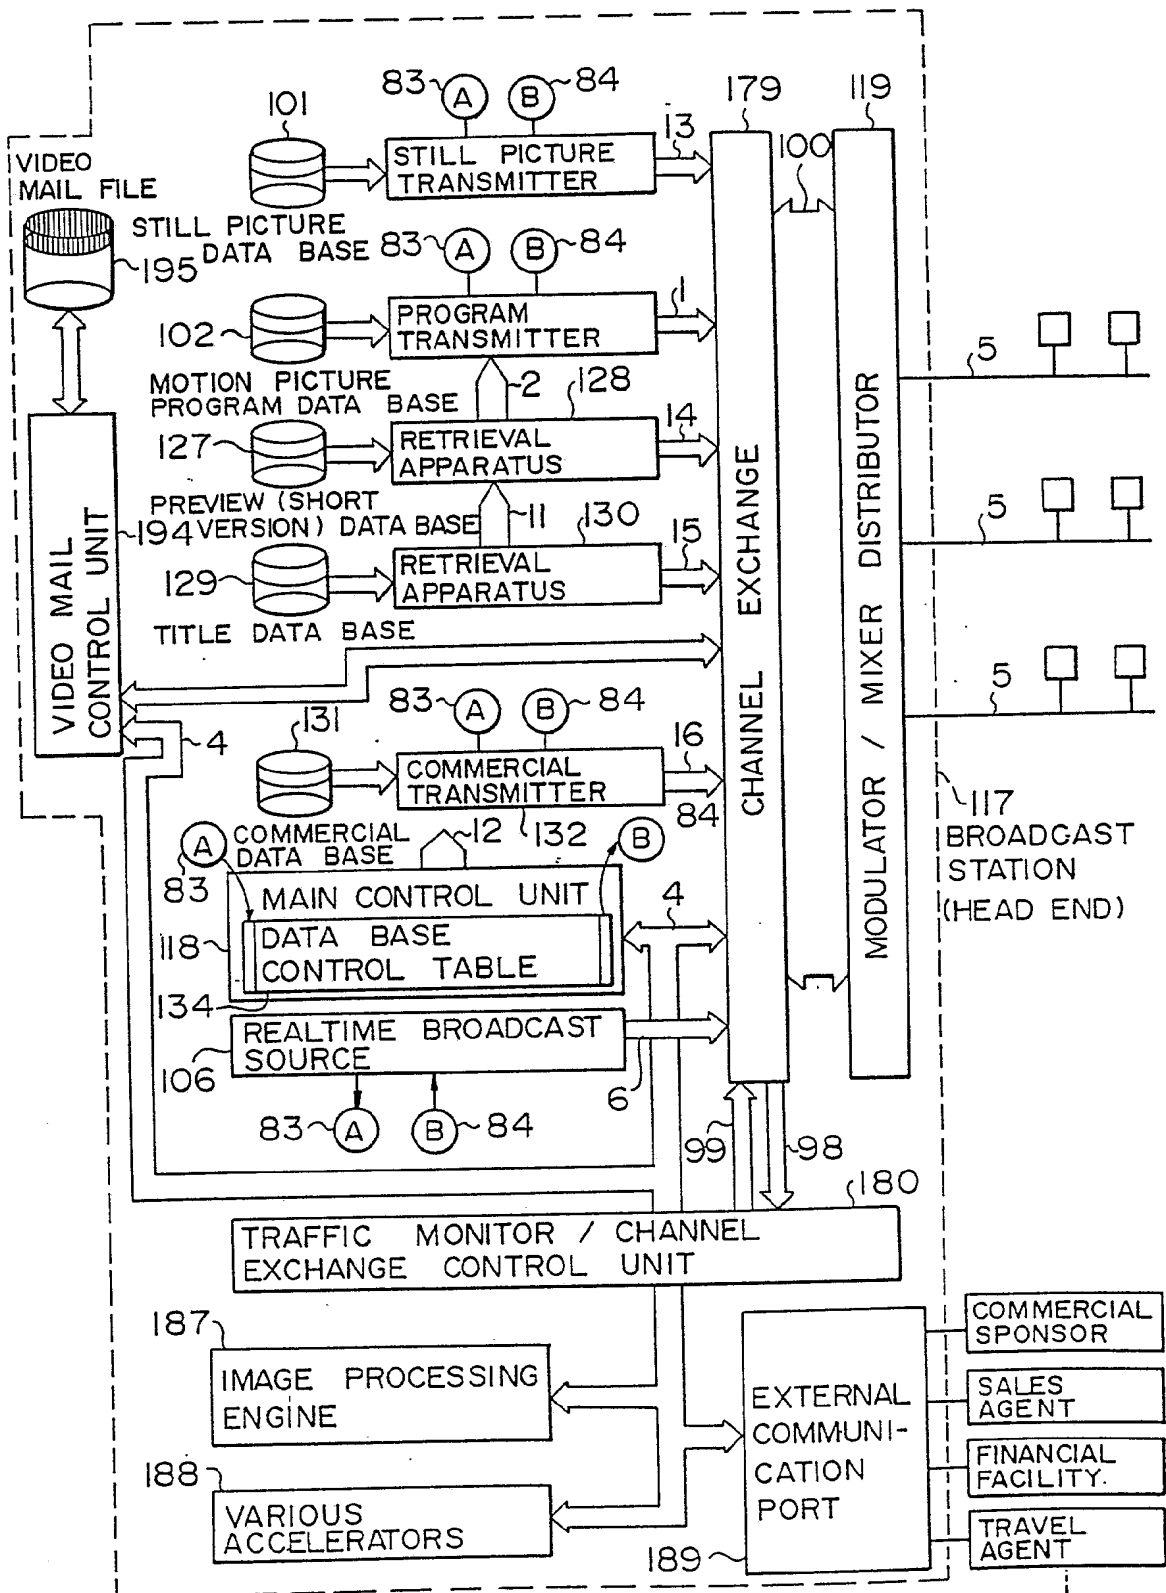 83 A B 84
179
119
101
13
100
STILL PICTURE
TRANSMITTER
VIDEO
MAIL FILE
STILL PICTURE
DATA BASE
195
83 A B 84
1
102
PROGRAM
TRANSMITTER
MOTION PICTURE
PROGRAM DATA BASE
2
128
5
127
RETRIEVAL
APPARATUS
14
PREVIEW (SHORT
VERSION) DATA BASE
194
11
130
5
129
RETRIEVAL
APPARATUS
15
TITLE DATA BASE
VIDEO MAIL
CONTROL UNIT
CHANNEL EXCHANGE
MODULATOR / MIXER DISTRIBUTOR
5
4
131
83 A B 84
16
COMMERCIAL
TRANSMITTER
132
84
COMMERCIAL
DATA BASE
12
A
83
B
117
BROADCAST
STATION
(HEAD END)
MAIN CONTROL UNIT
118
DATA BASE
CONTROL TABLE
134
4
REALTIME BROADCAST
SOURCE
106
6
83 A B 84
99
98
180
TRAFFIC MONITOR / CHANNEL
EXCHANGE CONTROL UNIT
187
IMAGE PROCESSING
ENGINE
188
VARIOUS
ACCELERATORS
EXTERNAL
COMMUNI-
CATION
PORT
189
COMMERCIAL
SPONSOR
SALES
AGENT
FINANCIAL
FACILITY.
TRAVEL
AGENT